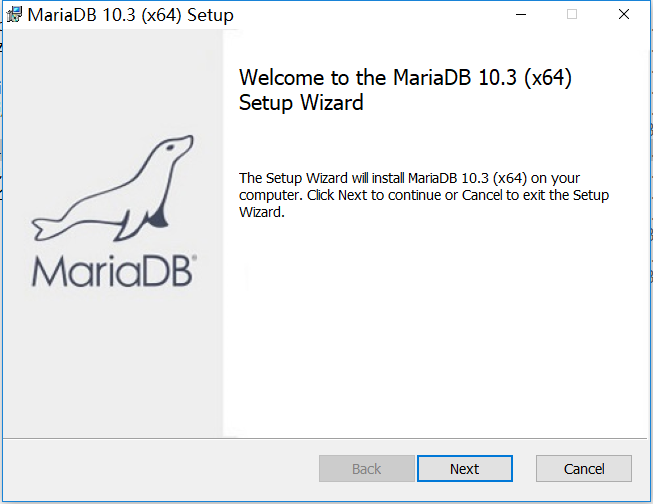 MariaDB 10.3 (x64) Setup
Welcome to the MariaDB 10.3 (x64)
Setup Wizard
The Setup Wizard will install MariaDB 10.3 (x64) on your
computer. Click Next to continue or Cancel to exit the Setup
Wizard.
MariaDB®
Back
Next
Cancel